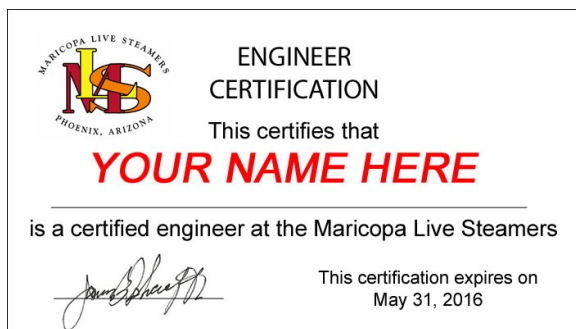 MARICOPA LIVE STEAMERS
MLS
PHOENIX, ARIZONA
ENGINEER
CERTIFICATION
This certifies that
YOUR NAME HERE
is a certified engineer at the Maricopa Live Steamers
This certification expires on
May 31, 2016